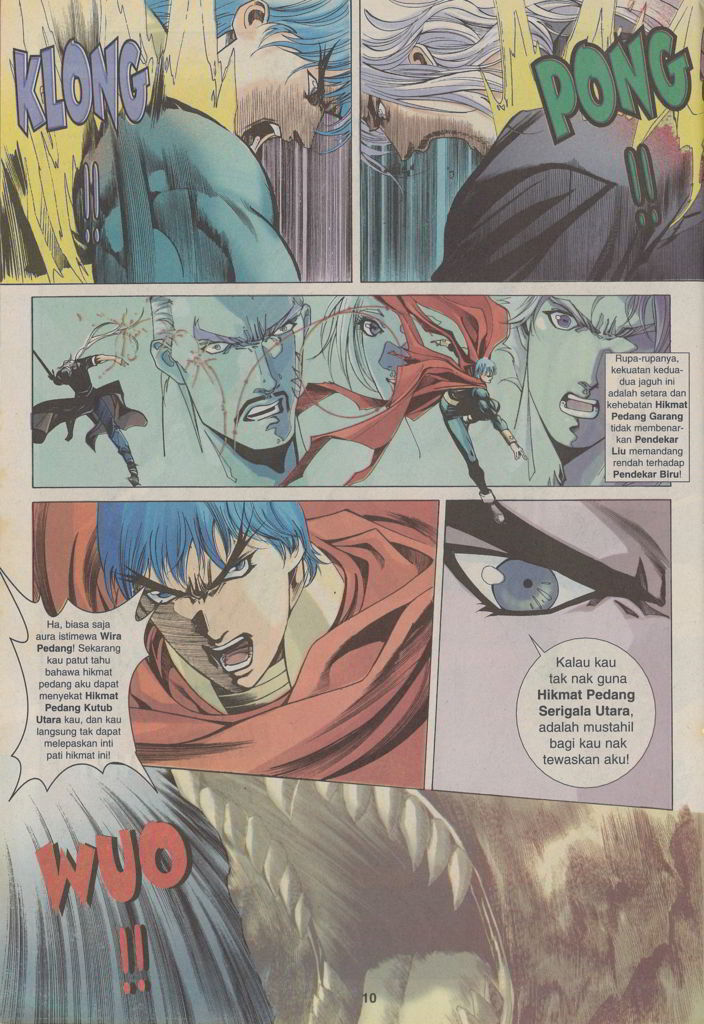 KLONG
!!
PONG
!!
Rupa-rupanya,
kekuatan kedua-
dua jaguh ini
adalah setara dan
kehebatan Hikmat
Pedang Garang
tidak membenar-
kan Pendekar
Liu memandang
rendah terhadap
Pendekar Biru!
Ha, biasa saja
aura istimewa Wira
Pedang! Sekarang
kau patut tahu
bahawa hikmat
pedang aku dapat
menyekat Hikmat
Pedang Kutub
Utara kau, dan kau
langsung tak dapat
melepaskan inti
pati hikmat ini!
Kalau kau
tak nak guna
Hikmat Pedang
Serigala Utara,
adalah mustahil
bagi kau nak
tewaskan aku!
WUO
!!
10